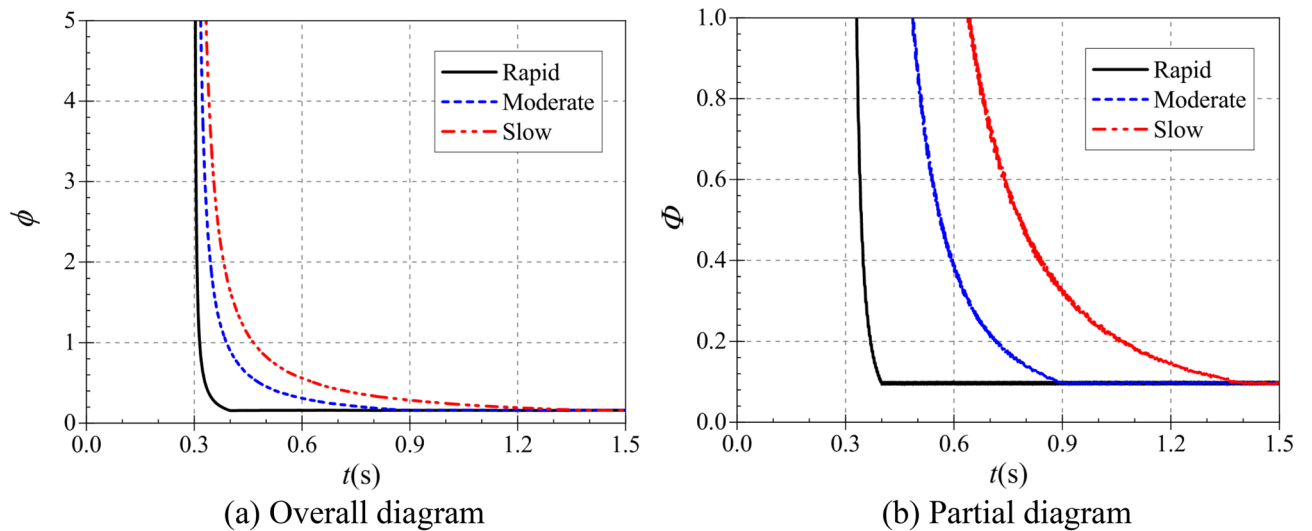 5
4
3
2
1
0
ϕ
0.0 0.3 0.6 0.9 1.2 1.5
t(s)
Rapid
Moderate
Slow
(a) Overall diagram
1.0
0.8
0.6
0.4
0.2
0.0
Φ
0.0 0.3 0.6 0.9 1.2 1.5
t(s)
Rapid
Moderate
Slow
(b) Partial diagram